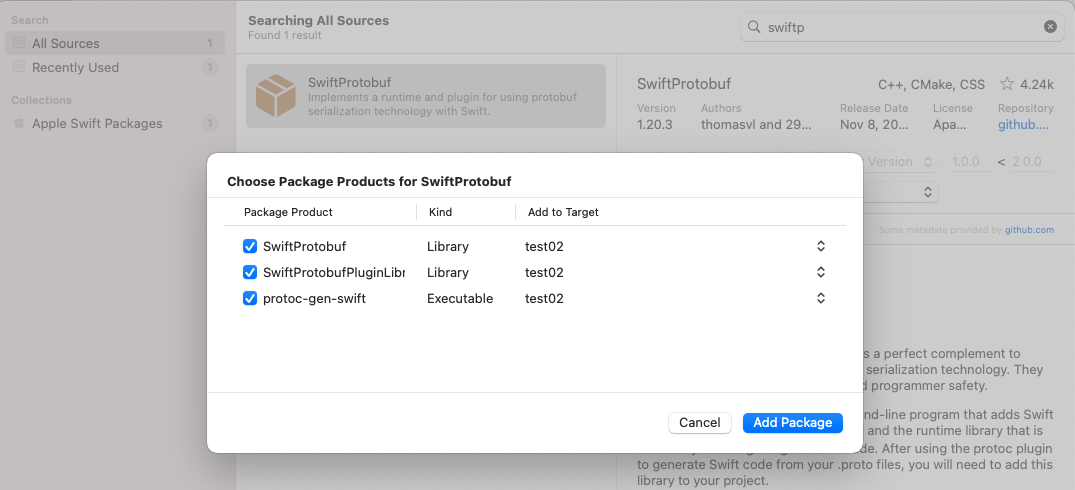 Search
All Sources 1
Recently Used 1
Collections
Apple Swift Packages 1
Searching All Sources
Found 1 result
swiftp
SwiftProtobuf
Implements a runtime and plugin for using protobuf
serialization technology with Swift.
SwiftProtobuf C++, CMake, CSS 4.24k
Version Authors Release Date License Repository
1.20.3 thomasvl and 29... Nov 8, 20... Apa... github....
Version 1.0.0 < 2.0.0
Some metadata provided by github.com
Choose Package Products for SwiftProtobuf
Package Product Kind Add to Target
SwiftProtobuf Library test02
SwiftProtobufPluginLibr Library test02
protoc-gen-swift Executable test02
Cancel Add Package
s a perfect complement to
serialization technology. They
programmer safety.
nd-line program that adds Swift
and the runtime library that is
de. After using the protoc plugin
to generate Swift code from your .proto files, you will need to add this
library to your project.